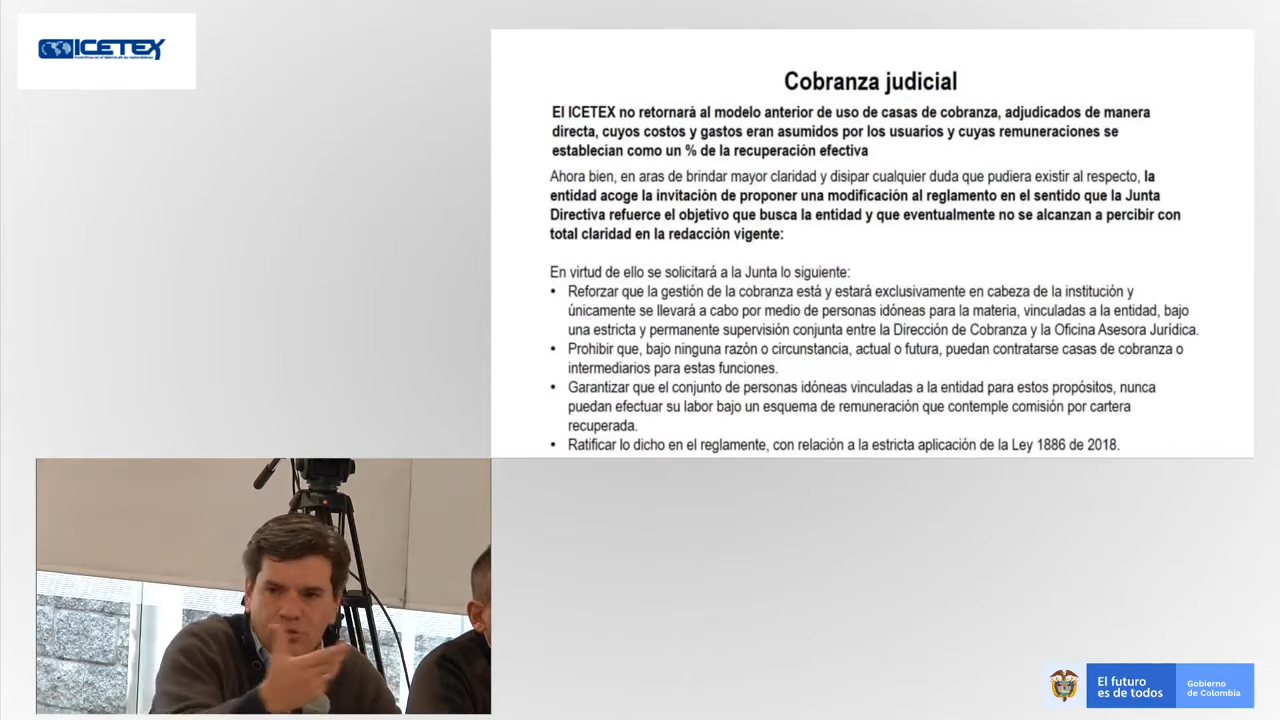 ICETEX
Cobranza judicial
El ICETEX no retornará al modelo anterior de uso de casas de cobranza, adjudicados de manera
directa, cuyos costos y gastos eran asumidos por los usuarios y cuyas remuneraciones se
establecian como un % de la recuperación efectiva
Ahora bien, en aras de brindar mayor claridad y disipar cualquier duda que pudiera existir al respecto, la
entidad acoge la invitación de proponer una modificación al reglamento en el sentido que la Junta
Directiva refuerce el objetivo que busca la entidad y que eventualmente no se alcanzan a percibir con
total claridad en la redacción vigente:
En virtud de ello se solicitará a la Junta lo siguiente:
• Reforzar que la gestión de la cobranza está y estará exclusivamente en cabeza de la institución y
únicamente se llevará a cabo por medio de personas idóneas para la materia, vinculadas a la entidad, bajo
una estricta y permanente supervisión conjunta entre la Dirección de Cobranza y la Oficina Asesora Jurídica.
• Prohibir que, bajo ninguna razón o circunstancia, actual o futura, puedan contratarse casas de cobranza o
intermediarios para estas funciones.
• Garantizar que el conjunto de personas idóneas vinculadas a la entidad para estos propósitos, nunca
puedan efectuar su labor bajo un esquema de remuneración que contemple comisión por cartera
recuperada.
• Ratificar lo dicho en el reglamente, con relación a la estricta aplicación de la Ley 1886 de 2018.
El futuro
es de todos
Gobierno
de Colombia